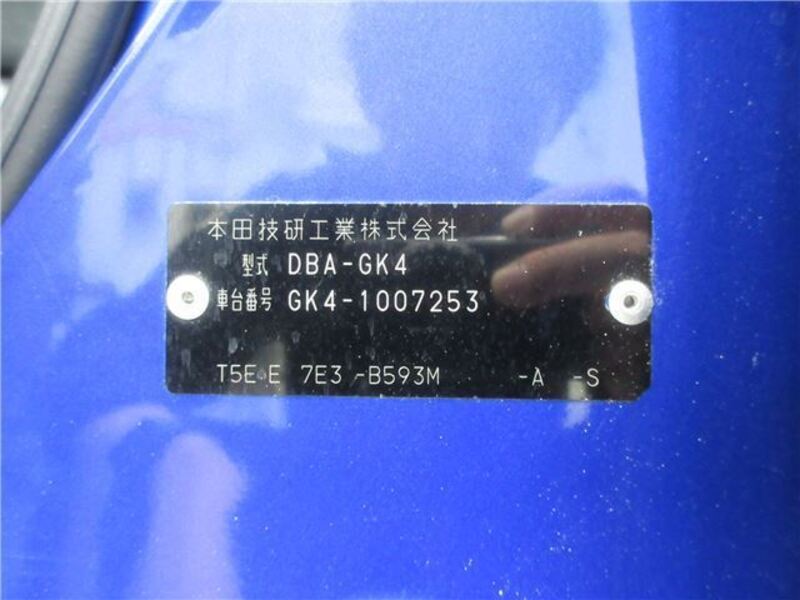 本田技研工業株式会社
型式 DBA-GK4
車台番号 GK4-1007253
T5E E 7E3 -B593M -A -S